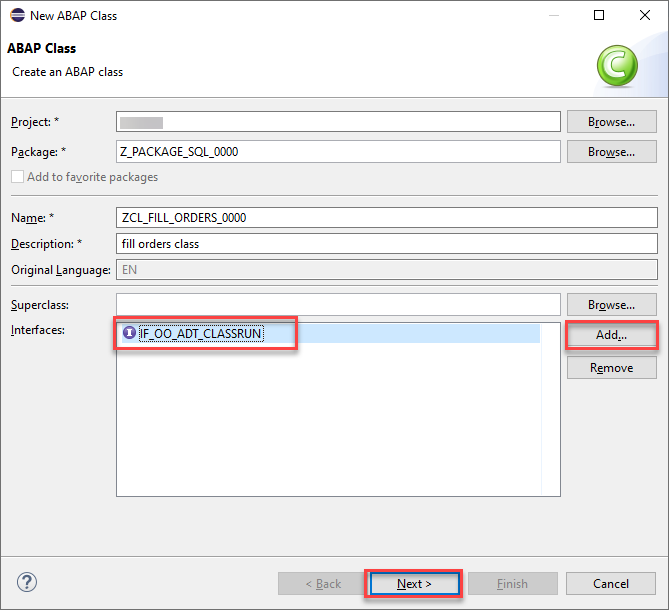 New ABAP Class
ABAP Class
Create an ABAP class
Project: *
Browse...
Package: * Z_PACKAGE_SQL_0000 Browse...
Add to favorite packages
Name: * ZCL_FILL_ORDERS_0000
Description: * fill orders class
Original Language: EN
Superclass: Browse...
Interfaces: IF_OO_ADT_CLASSRUN Add...
Remove
< Back Next > Finish Cancel